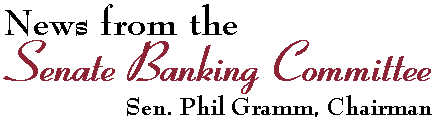 News from the
Senate Banking Committee
Sen. Phil Gramm, Chairman